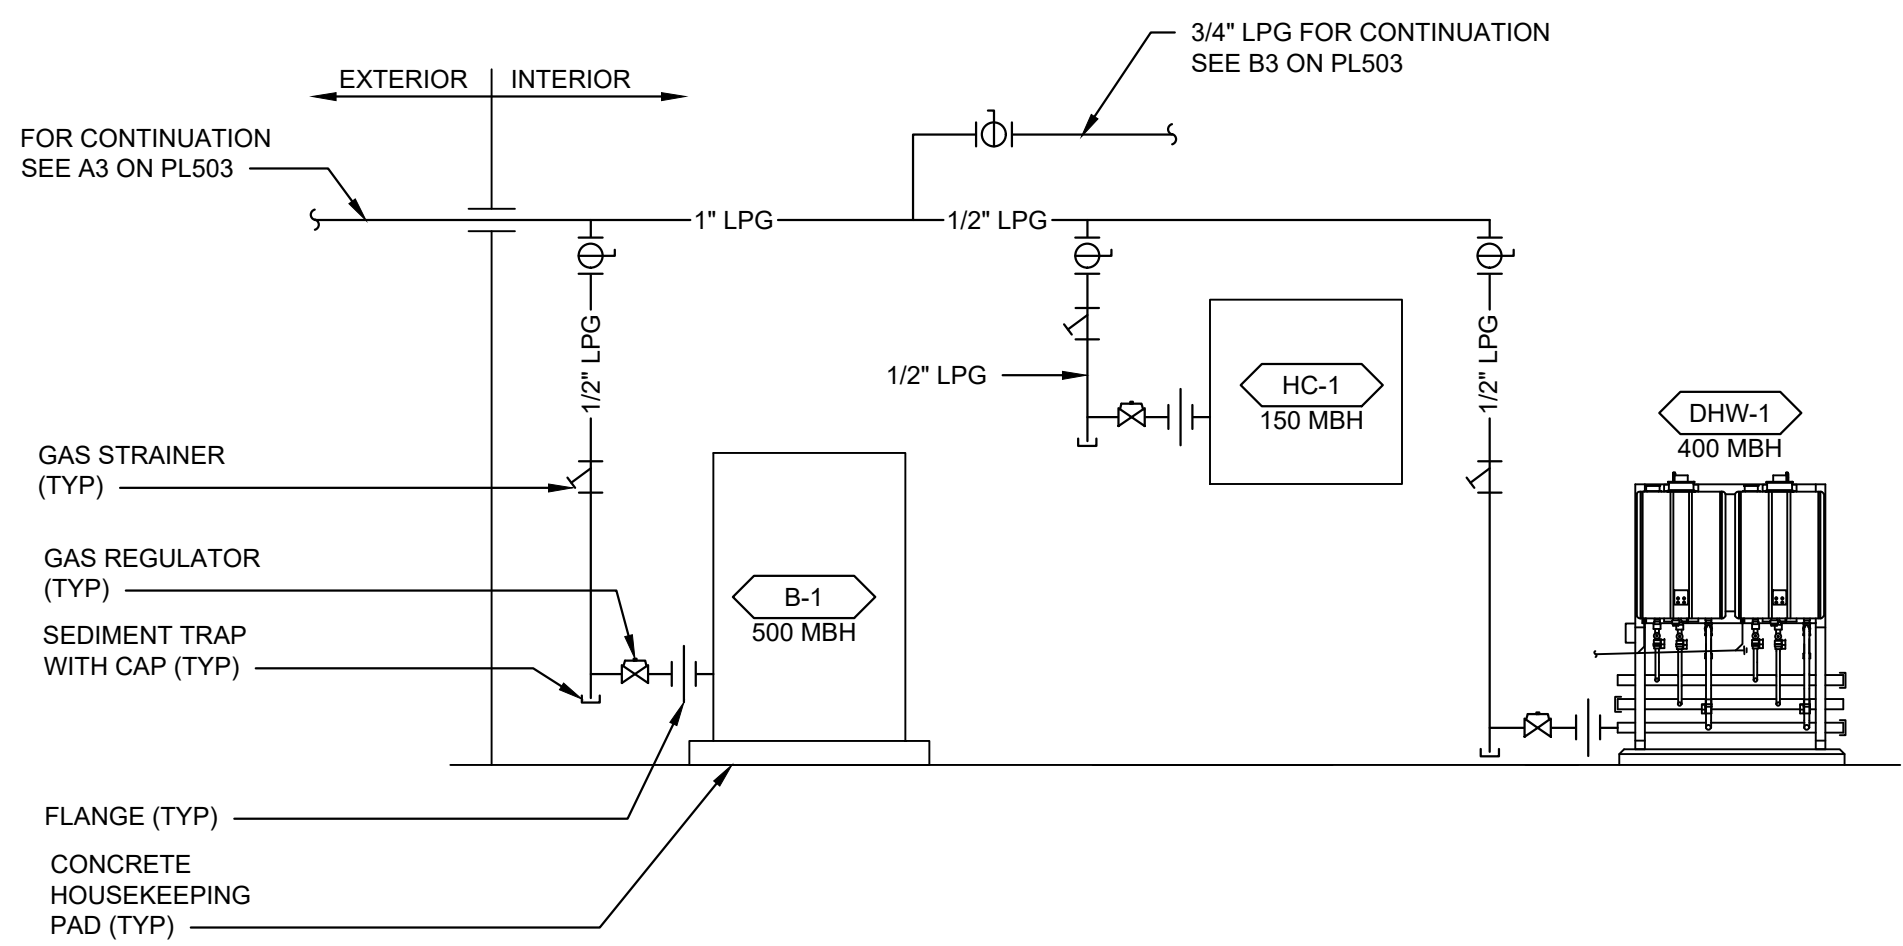 3/4" LPG FOR CONTINUATION
SEE B3 ON PL503
EXTERIOR
INTERIOR
FOR CONTINUATION
SEE A3 ON PL503
1" LPG
1/2" LPG
1/2" LPG
1/2" LPG
1/2" LPG
HC-1
150 MBH
DHW-1
400 MBH
GAS STRAINER
(TYP)
GAS REGULATOR
(TYP)
B-1
500 MBH
SEDIMENT TRAP
WITH CAP (TYP)
FLANGE (TYP)
CONCRETE
HOUSEKEEPING
PAD (TYP)